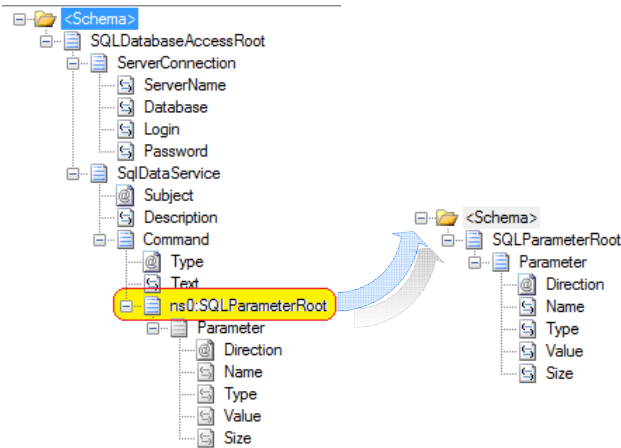 <Schema>
SQLDatabaseAccessRoot
ServerConnection
ServerName
Database
Login
Password
SqlDataService
Subject
Description
Command
Type
Text
ns0:SQLParameterRoot
Parameter
Direction
Name
Type
Value
Size
<Schema>
SQLParameterRoot
Parameter
Direction
Name
Type
Value
Size